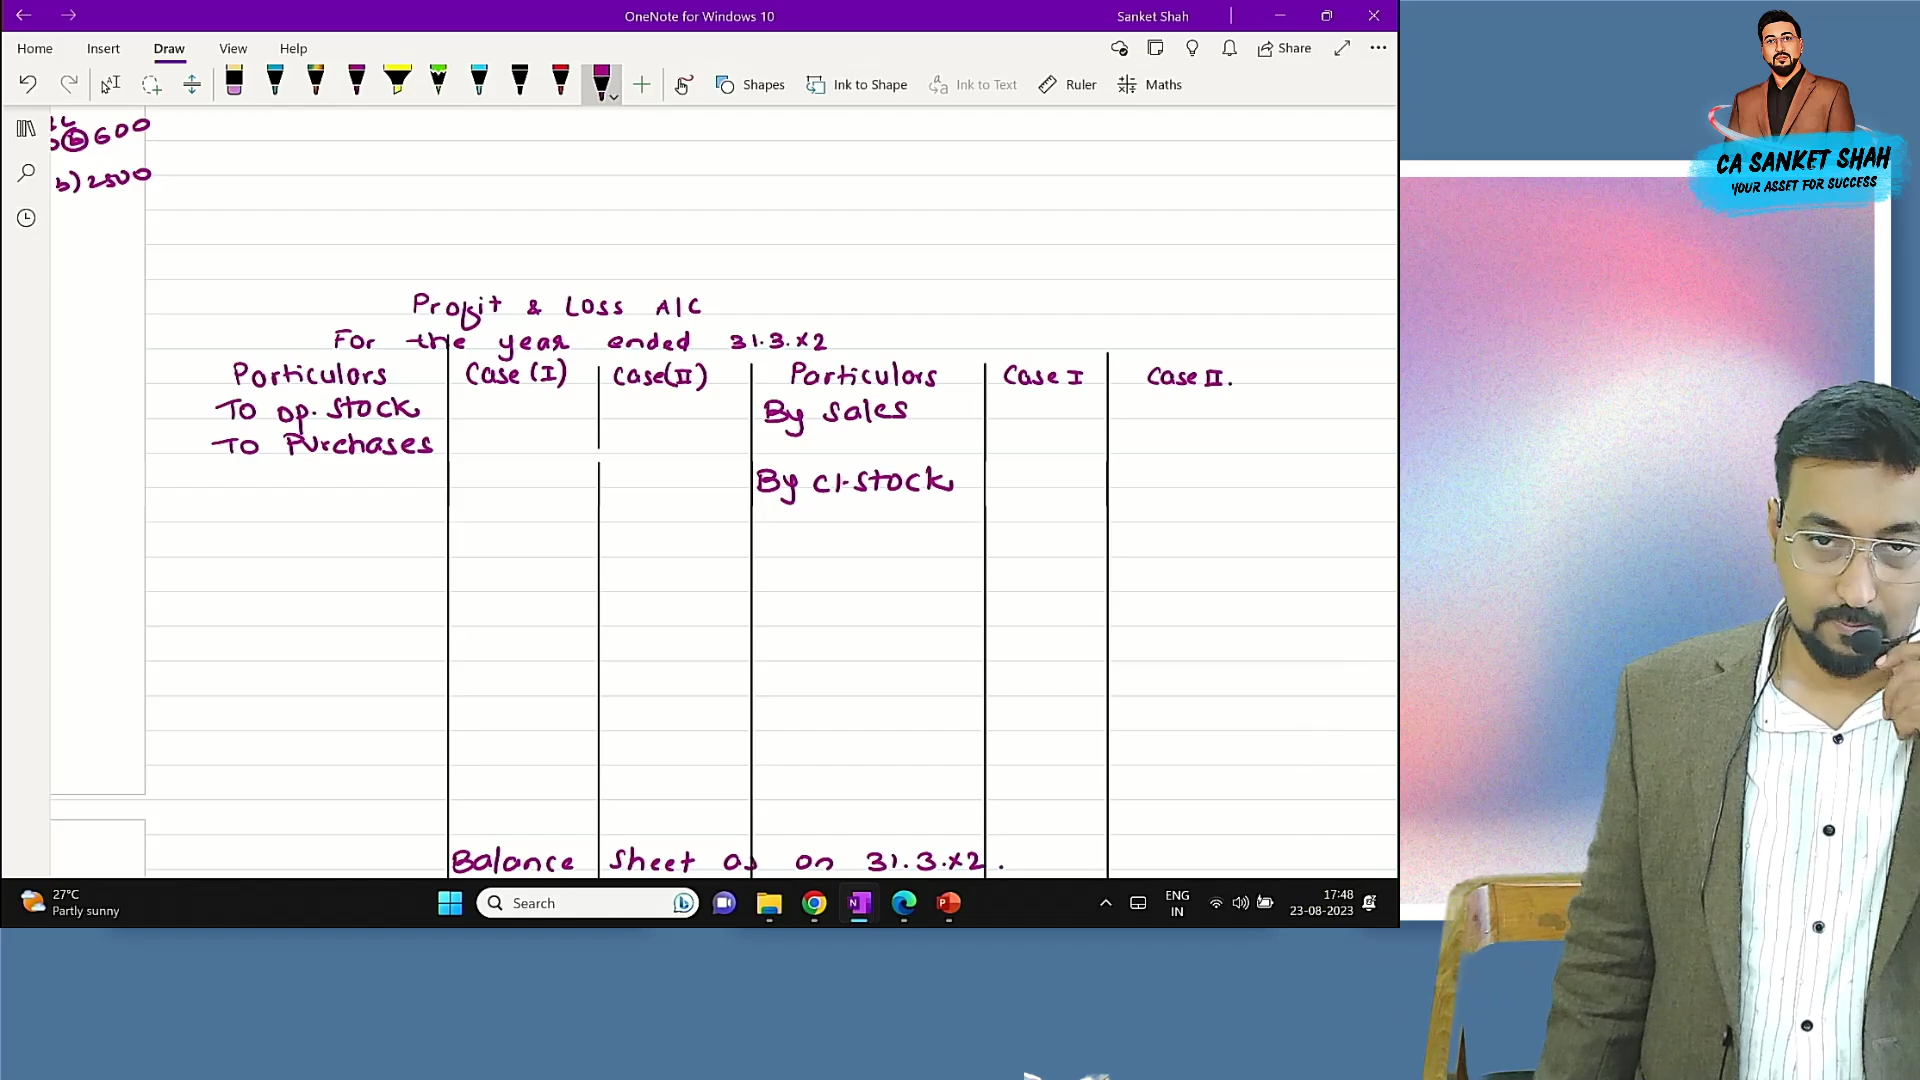 OneNote for Windows 10
Sanket Shah
Home Insert Draw View Help
Share
Shapes Ink to Shape Ink to Text Ruler Maths
CA SANKET SHAH
YOUR ASSET FOR SUCCESS
b 600
b) 2500
Profit & Loss A/C
For the year ended 31.3.X2
Particulars Case (I) Case (II) Particulars Case I Case II.
To op. stock By sales
To Purchases
By cl. stock
Balance Sheet as on 31.3.X2.
27°C
Partly sunny
Search
ENG
IN
17:48
23-08-2023